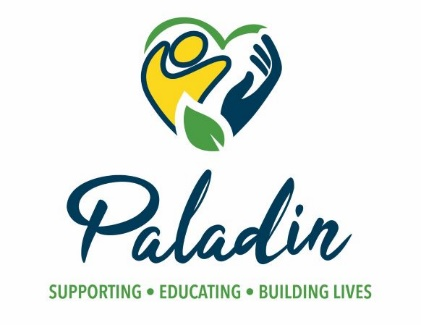 Paladin
SUPPORTING • EDUCATING • BUILDING LIVES